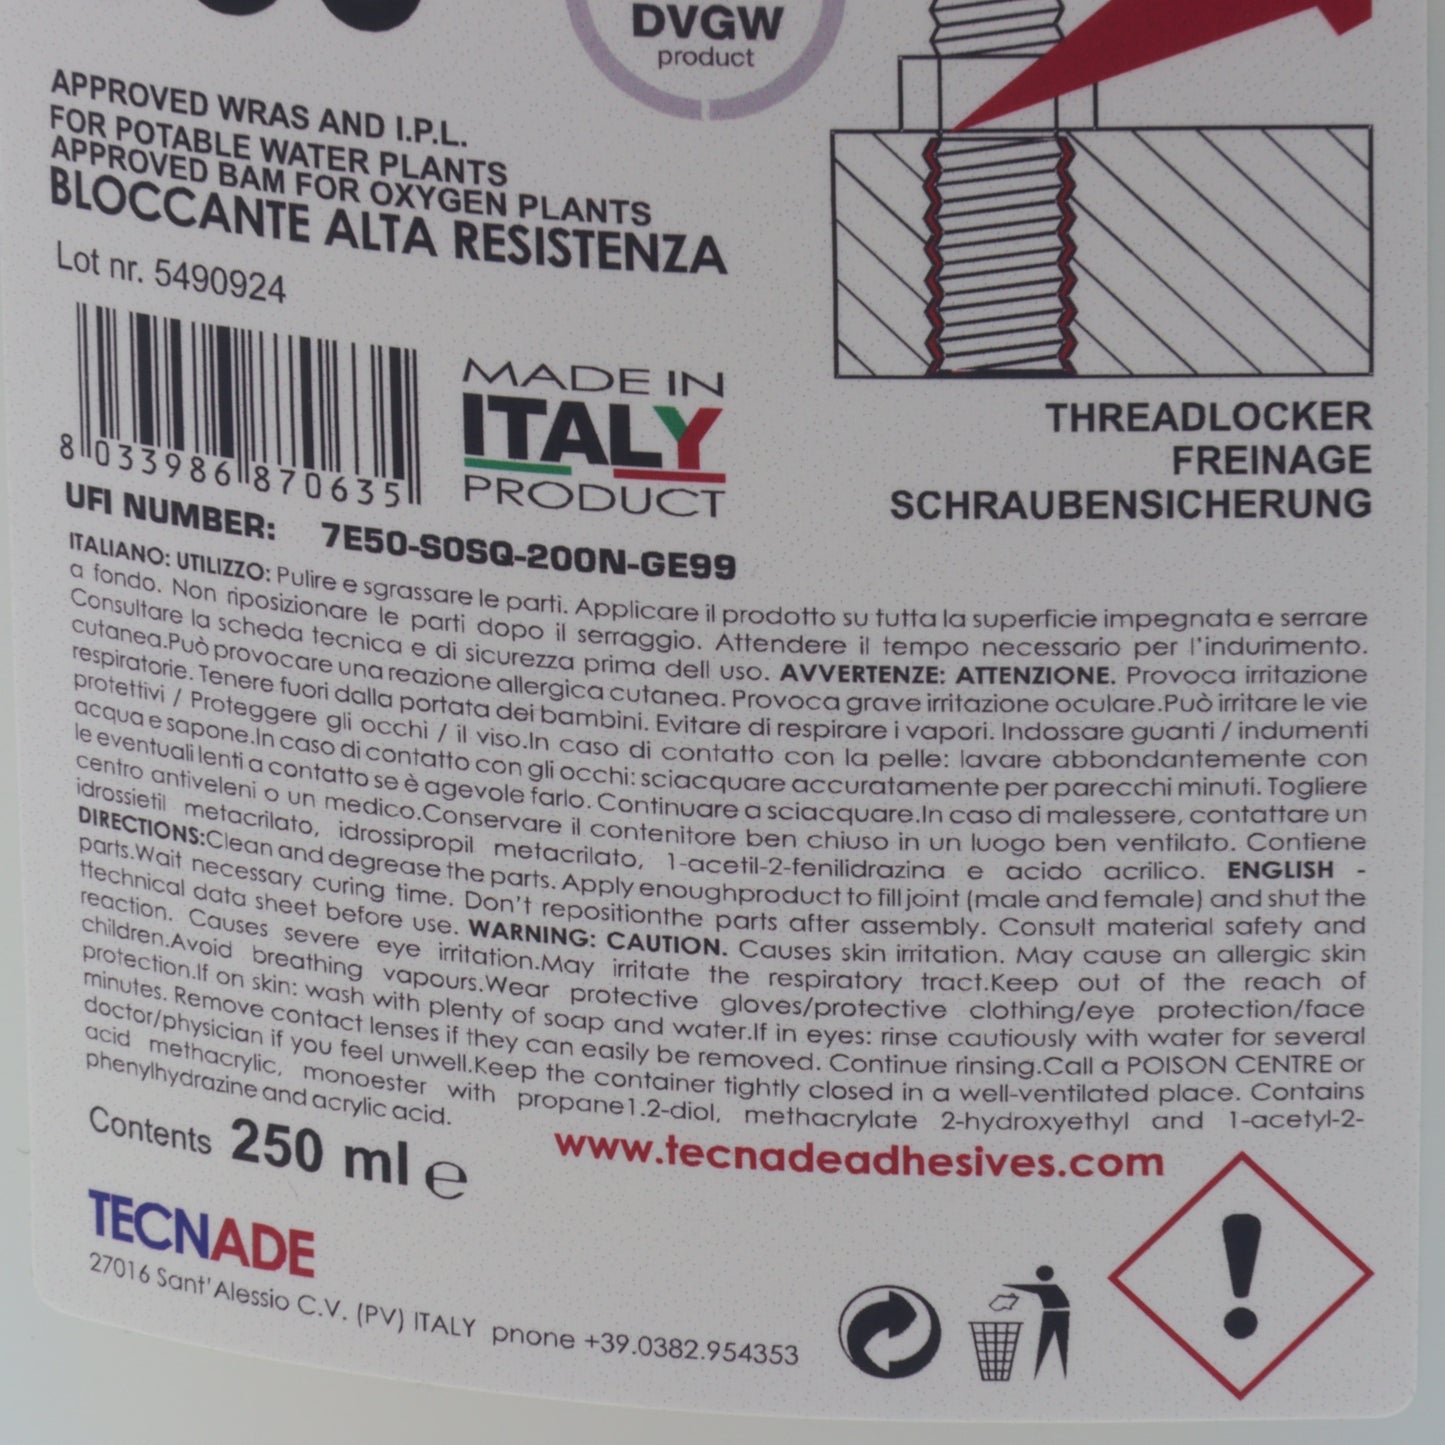 DVGW
product
APPROVED WRAS AND I.P.L.
FOR POTABLE WATER PLANTS
APPROVED BAM FOR OXYGEN PLANTS
BLOCCANTE ALTA RESISTENZA
Lot nr. 5490924
8 033986 870635
MADE IN
ITALY
PRODUCT
THREADLOCKER
FREINAGE
SCHRAUBENSICHERUNG
UFI NUMBER: 7E50-S0SQ-200N-GE99
ITALIANO: UTILIZZO: Pulire e sgrassare le parti. Applicare il prodotto su tutta la superficie impegnata e serrare
a fondo. Non riposizionare le parti dopo il serraggio. Attendere il tempo necessario per l'indurimento.
Consultare la scheda tecnica e di sicurezza prima dell uso. AVVERTENZE: ATTENZIONE. Provoca irritazione
cutanea.Può provocare una reazione allergica cutanea. Provoca grave irritazione oculare.Può irritare le vie
respiratorie. Tenere fuori dalla portata dei bambini. Evitare di respirare i vapori. Indossare guanti / indumenti
protettivi / Proteggere gli occhi / il viso.In caso di contatto con la pelle: lavare abbondantemente con
acqua e sapone.In caso di contatto con gli occhi: sciacquare accuratamente per parecchi minuti. Togliere
le eventuali lenti a contatto se è agevole farlo. Continuare a sciacquare.In caso di malessere, contattare un
centro antiveleni o un medico.Conservare il contenitore ben chiuso in un luogo ben ventilato. Contiene
idrossietil metacrilato, idrossipropil metacrilato, 1-acetil-2-fenilidrazina e acido acrilico. ENGLISH -
DIRECTIONS:Clean and degrease the parts. Apply enoughproduct to fill joint (male and female) and shut the
parts.Wait necessary curing time. Don't repositionthe parts after assembly. Consult material safety and
ttechnical data sheet before use. WARNING: CAUTION. Causes skin irritation. May cause an allergic skin
reaction. Causes severe eye irritation.May irritate the respiratory tract.Keep out of the reach of
children.Avoid breathing vapours.Wear protective gloves/protective clothing/eye protection/face
protection.If on skin: wash with plenty of soap and water.If in eyes: rinse cautiously with water for several
minutes. Remove contact lenses if they can easily be removed. Continue rinsing.Call a POISON CENTRE or
doctor/physician if you feel unwell.Keep the container tightly closed in a well-ventilated place. Contains
acid methacrylic, monoester with propane1.2-diol, methacrylate 2-hydroxyethyl and 1-acetyl-2-
phenylhydrazine and acrylic acid.
Contents 250 ml e
www.tecnadeadhesives.com
TECNADE
27016 Sant'Alessio C.V. (PV) ITALY pnone +39.0382.954353